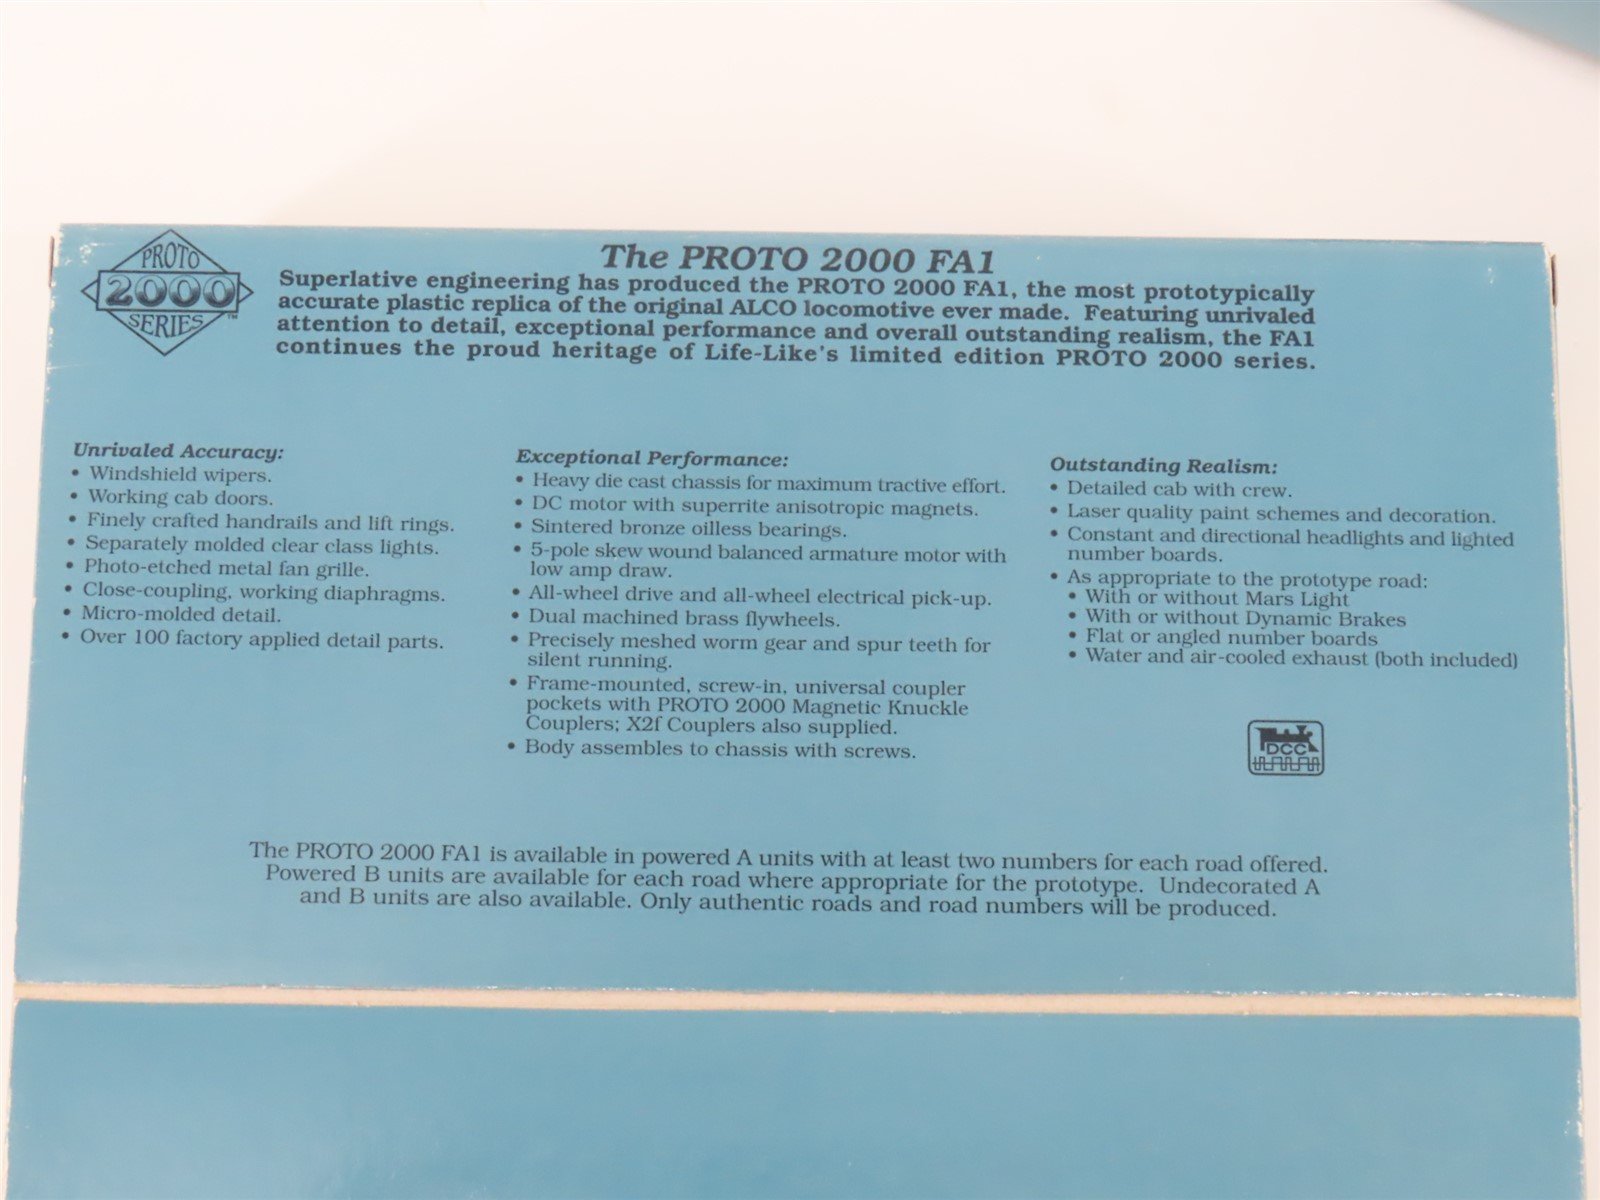 PROTO
2000
SERIES™
The PROTO 2000 FA1
Superlative engineering has produced the PROTO 2000 FA1, the most prototypically
accurate plastic replica of the original ALCO locomotive ever made. Featuring unrivaled
attention to detail, exceptional performance and overall outstanding realism, the FA1
continues the proud heritage of Life-Like's limited edition PROTO 2000 series.
Unrivaled Accuracy:
• Windshield wipers.
• Working cab doors.
• Finely crafted handrails and lift rings.
• Separately molded clear class lights.
• Photo-etched metal fan grille.
• Close-coupling, working diaphragms.
• Micro-molded detail.
• Over 100 factory applied detail parts.
Exceptional Performance:
• Heavy die cast chassis for maximum tractive effort.
• DC motor with superrite anisotropic magnets.
• Sintered bronze oilless bearings.
• 5-pole skew wound balanced armature motor with
low amp draw.
• All-wheel drive and all-wheel electrical pick-up.
• Dual machined brass flywheels.
• Precisely meshed worm gear and spur teeth for
silent running.
• Frame-mounted, screw-in, universal coupler
pockets with PROTO 2000 Magnetic Knuckle
Couplers; X2f Couplers also supplied.
• Body assembles to chassis with screws.
Outstanding Realism:
• Detailed cab with crew.
• Laser quality paint schemes and decoration.
• Constant and directional headlights and lighted
number boards.
• As appropriate to the prototype road:
• With or without Mars Light
• With or without Dynamic Brakes
• Flat or angled number boards
• Water and air-cooled exhaust (both included)
DCC
The PROTO 2000 FA1 is available in powered A units with at least two numbers for each road offered.
Powered B units are available for each road where appropriate for the prototype. Undecorated A
and B units are also available. Only authentic roads and road numbers will be produced.